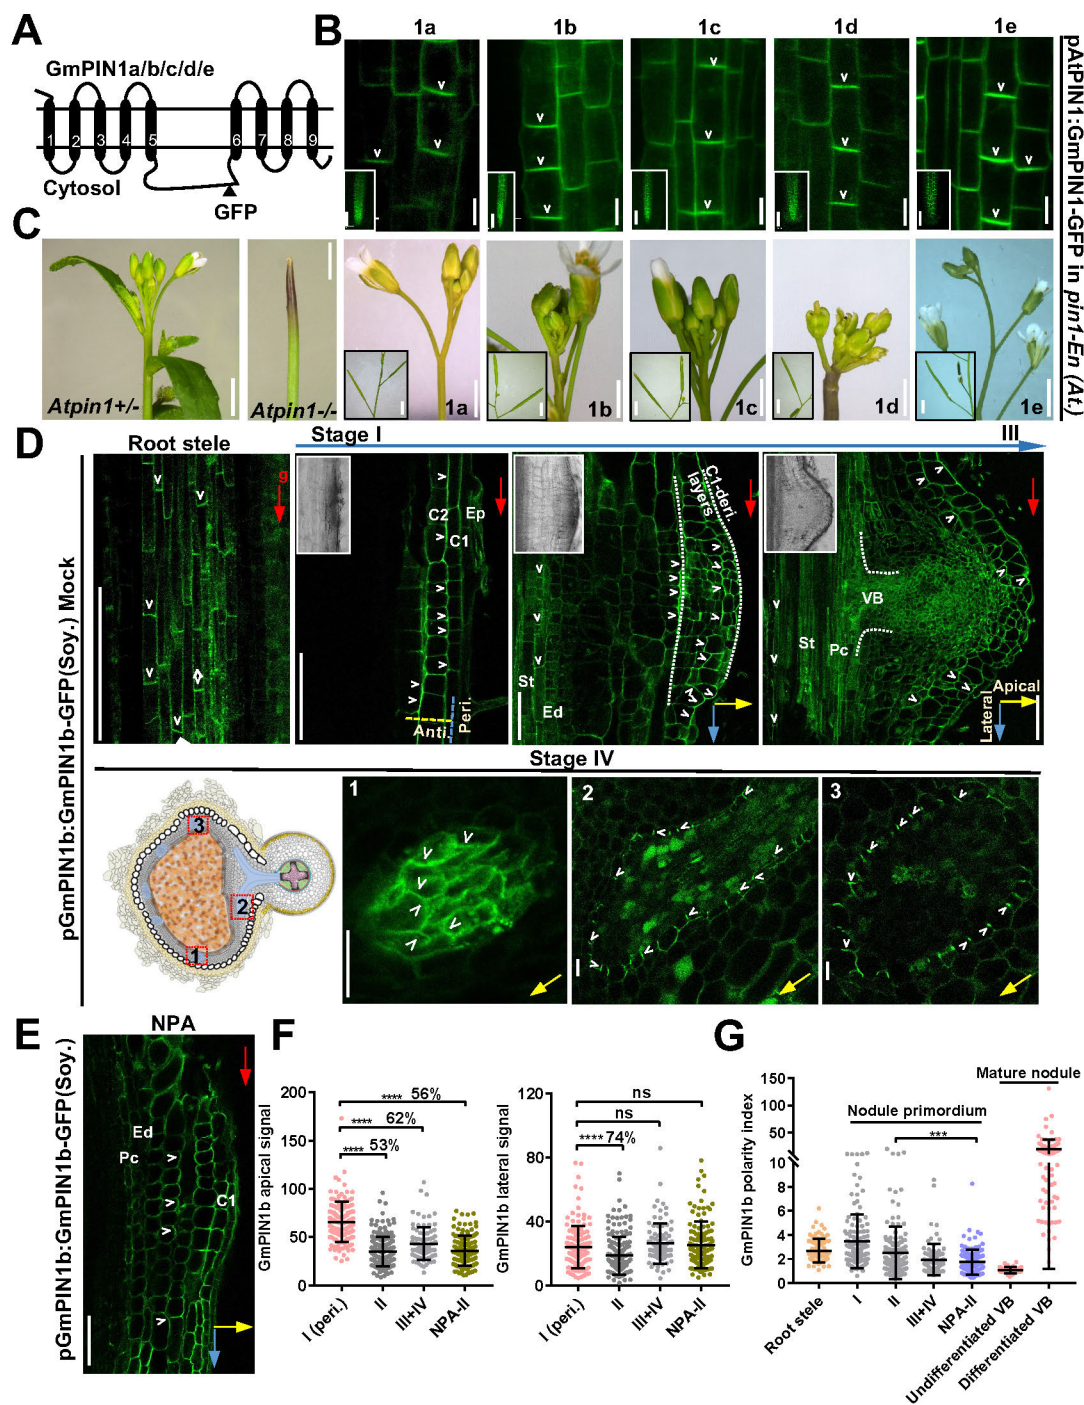 A
GmPIN1a/b/c/d/e
1 2 3 4 5 6 7 8 9
Cytosol
GFP
B
1a 1b 1c 1d 1e
pAtPIN1:GmPIN1-GFP in pin1-En (At.)
C
Atpin1+/-
Atpin1-/-
1a
1b
1c
1d
1e
D
pGmPIN1b:GmPIN1b-GFP(Soy.) Mock
Root stele
Stage I
III
g
C2
Ep
C1
Anti.
Peri.
C1-deri.
layers
St
Ed
VB
St
Pc
Apical
Lateral
Stage IV
3
2
1
1
2
3
E
NPA
pGmPIN1b:GmPIN1b-GFP(Soy.)
Ed
Pc
C1
F
GmPIN1b apical signal
200
150
100
50
0
**** 56%
**** 62%
**** 53%
I (peri.)
II
III+IV
NPA-II
GmPIN1b lateral signal
120
80
40
0
ns
ns
**** 74%
I (peri.)
II
III+IV
NPA-II
G
GmPIN1b polarity index
150
100
50
10
8
6
4
2
0
Mature nodule
Nodule primordium
***
Root stele
I
II
III+IV
NPA-II
Undifferentiated VB
Differentiated VB